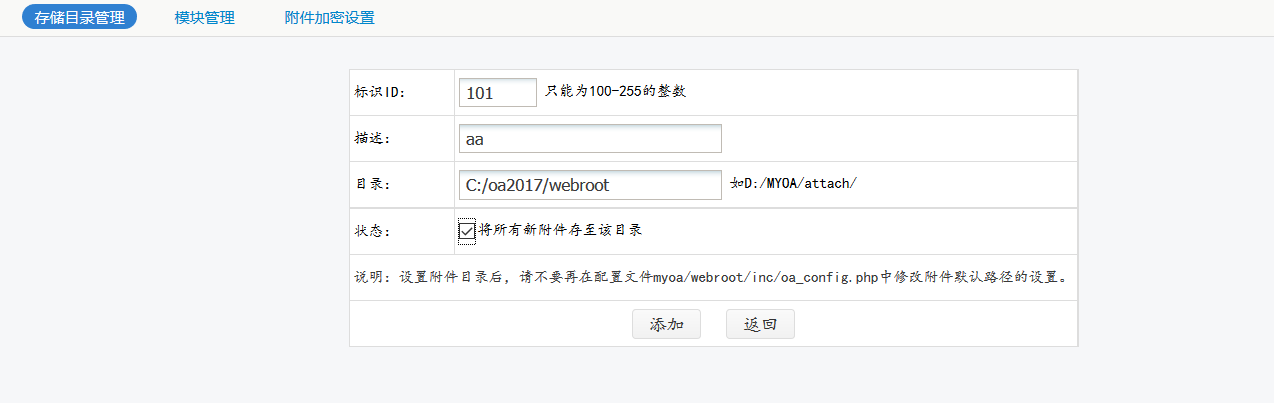 存储目录管理 模块管理 附件加密设置
标识ID: 101 只能为100-255的整数
描述: aa
目录: C:/oa2017/webroot 如D:/MYOA/attach/
状态: 将所有新附件存至该目录
说明: 设置附件目录后, 请不要再在配置文件myoa/webroot/inc/oa_config.php中修改附件默认路径的设置。
添加 返回